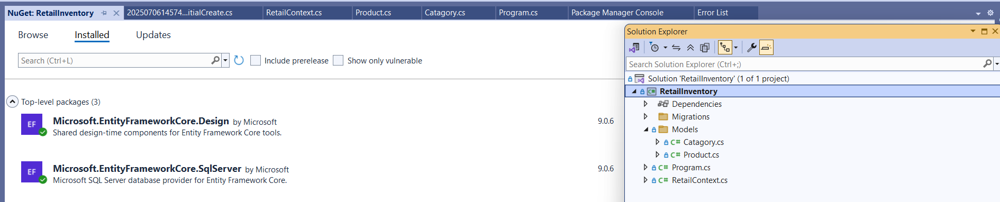 NuGet: RetailInventory
2025070614574...itialCreate.cs
RetailContext.cs
Product.cs
Catagory.cs
Program.cs
Package Manager Console
Error List
Browse
Installed
Updates
Search (Ctrl+L)
Include prerelease
Show only vulnerable
Top-level packages (3)
EF
Microsoft.EntityFrameworkCore.Design by Microsoft
9.0.6
Shared design-time components for Entity Framework Core tools.
EF
Microsoft.EntityFrameworkCore.SqlServer by Microsoft
9.0.6
Microsoft SQL Server database provider for Entity Framework Core.
Solution Explorer
Search Solution Explorer (Ctrl+;)
Solution 'RetailInventory' (1 of 1 project)
C# RetailInventory
Dependencies
Migrations
Models
C# Catagory.cs
C# Product.cs
C# Program.cs
C# RetailContext.cs